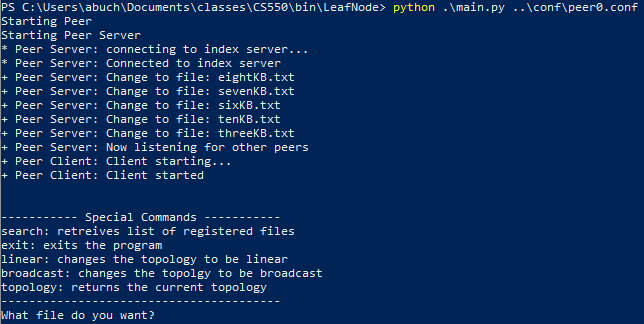 PS C:\Users\abuch\Documents\classes\CS550\bin\LeafNode> python .\main.py ..\conf\peer0.conf
Starting Peer
Starting Peer Server
* Peer Server: connecting to index server...
* Peer Server: Connected to index server
+ Peer Server: Change to file: eightKB.txt
+ Peer Server: Change to file: sevenKB.txt
+ Peer Server: Change to file: sixKB.txt
+ Peer Server: Change to file: tenKB.txt
+ Peer Server: Change to file: threeKB.txt
+ Peer Server: Now listening for other peers
+ Peer Client: Client starting...
+ Peer Client: Client started
----------- Special Commands -----------
search: retreives list of registered files
exit: exits the program
linear: changes the topology to be linear
broadcast: changes the topolgy to be broadcast
topology: returns the current topology
----------------------------------------
What file do you want?